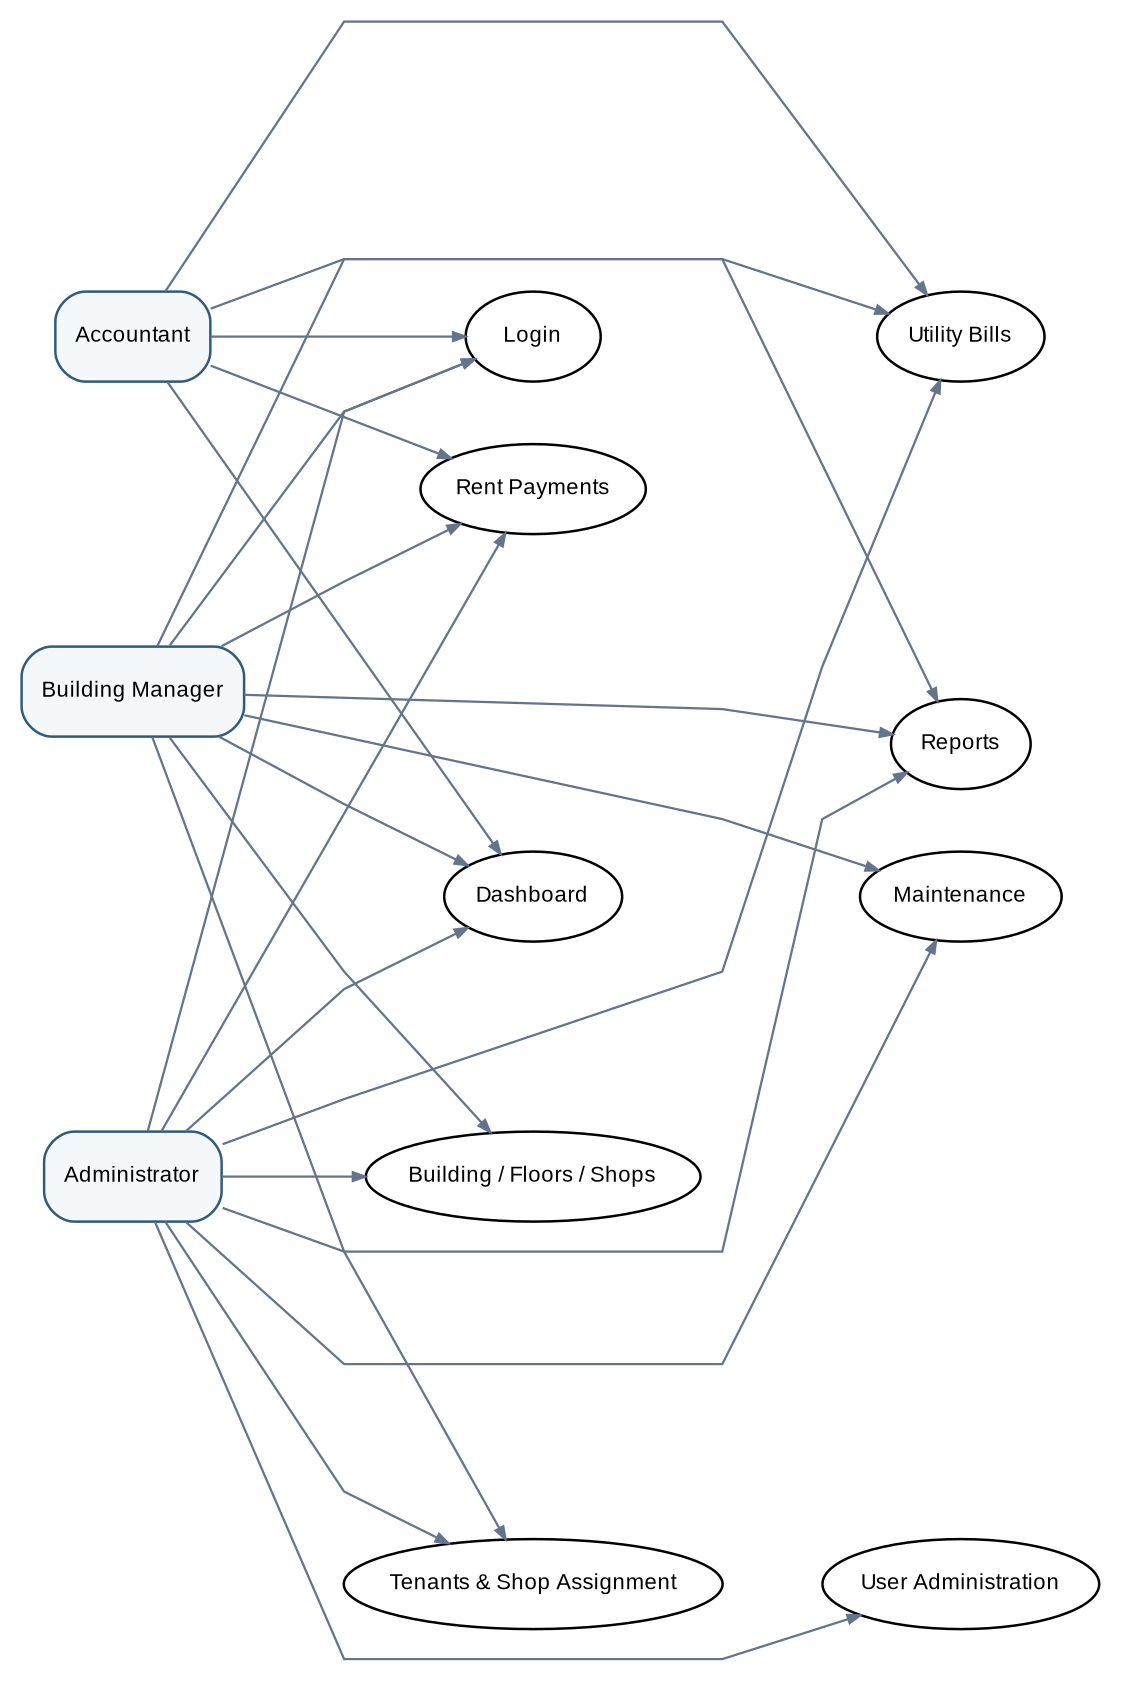 Accountant
Login
Utility Bills
Rent Payments
Building Manager
Reports
Dashboard
Maintenance
Administrator
Building / Floors / Shops
Tenants & Shop Assignment
User Administration